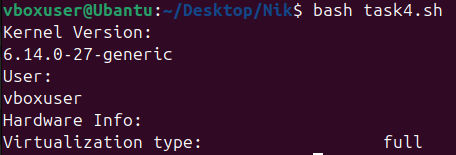 vboxuser@Ubantu:~/Desktop/Nik$ bash task4.sh
Kernel Version:
6.14.0-27-generic
User:
vboxuser
Hardware Info:
Virtualization type: full